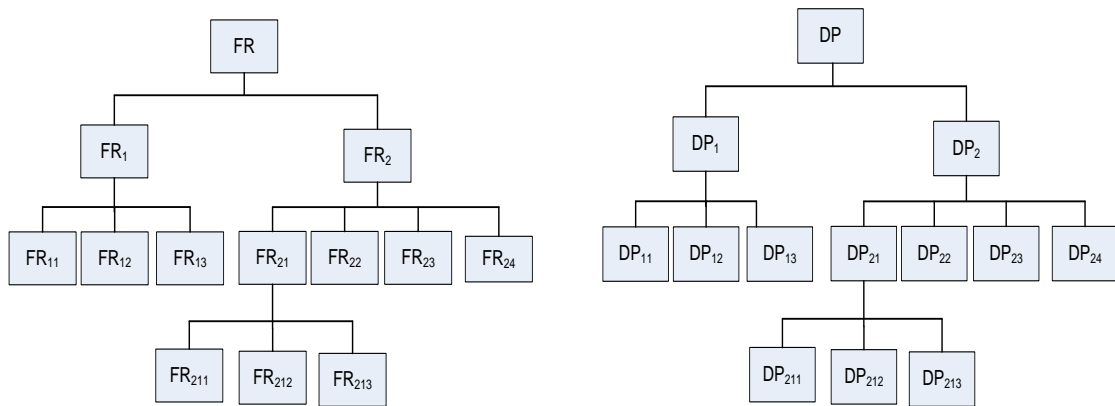 FR
DP
FR₁
FR₂
DP₁
DP₂
FR₁₁ FR₁₂ FR₁₃ FR₂₁ FR₂₂ FR₂₃ FR₂₄
DP₁₁ DP₁₂ DP₁₃ DP₂₁ DP₂₂ DP₂₃ DP₂₄
FR₂₁₁ FR₂₁₂ FR₂₁₃
DP₂₁₁ DP₂₁₂ DP₂₁₃